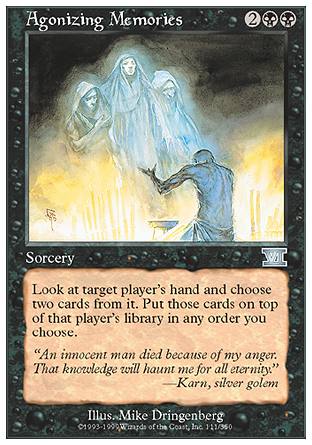 Agonizing Memories 2
Sorcery
VI
Look at target player's hand and choose
two cards from it. Put those cards on top
of that player's library in any order you
choose.
"An innocent man died because of my anger.
That knowledge will haunt me for all eternity."
—Karn, silver golem
Illus. Mike Dringenberg
©1993-1999 Wizards of the Coast, Inc. 111/350